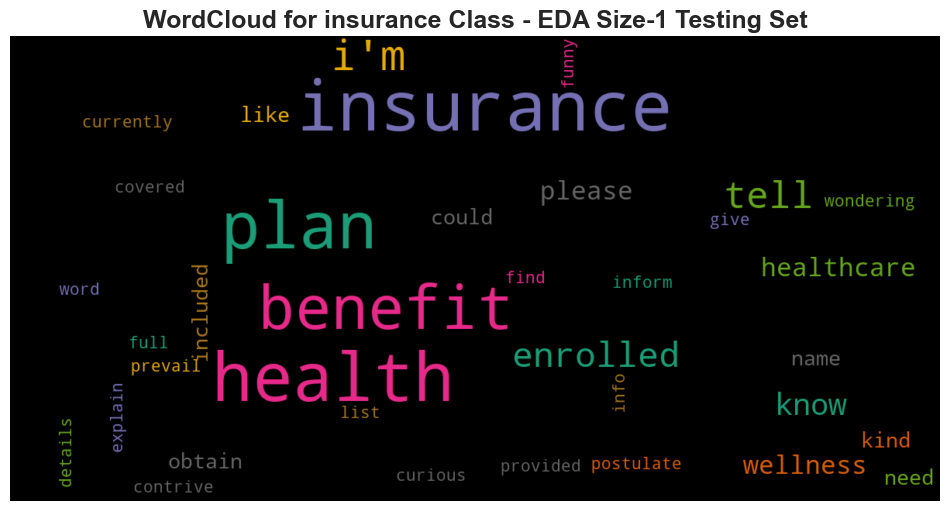 WordCloud for insurance Class - EDA Size-1 Testing Set
i'm
funny
insurance
like
currently
covered
please
tell
wondering
could
give
plan
healthcare
find
inform
word
included
benefit
full
enrolled
name
prevail
health
info
know
list
explain
kind
details
obtain
curious
provided
postulate
wellness
need
contrive